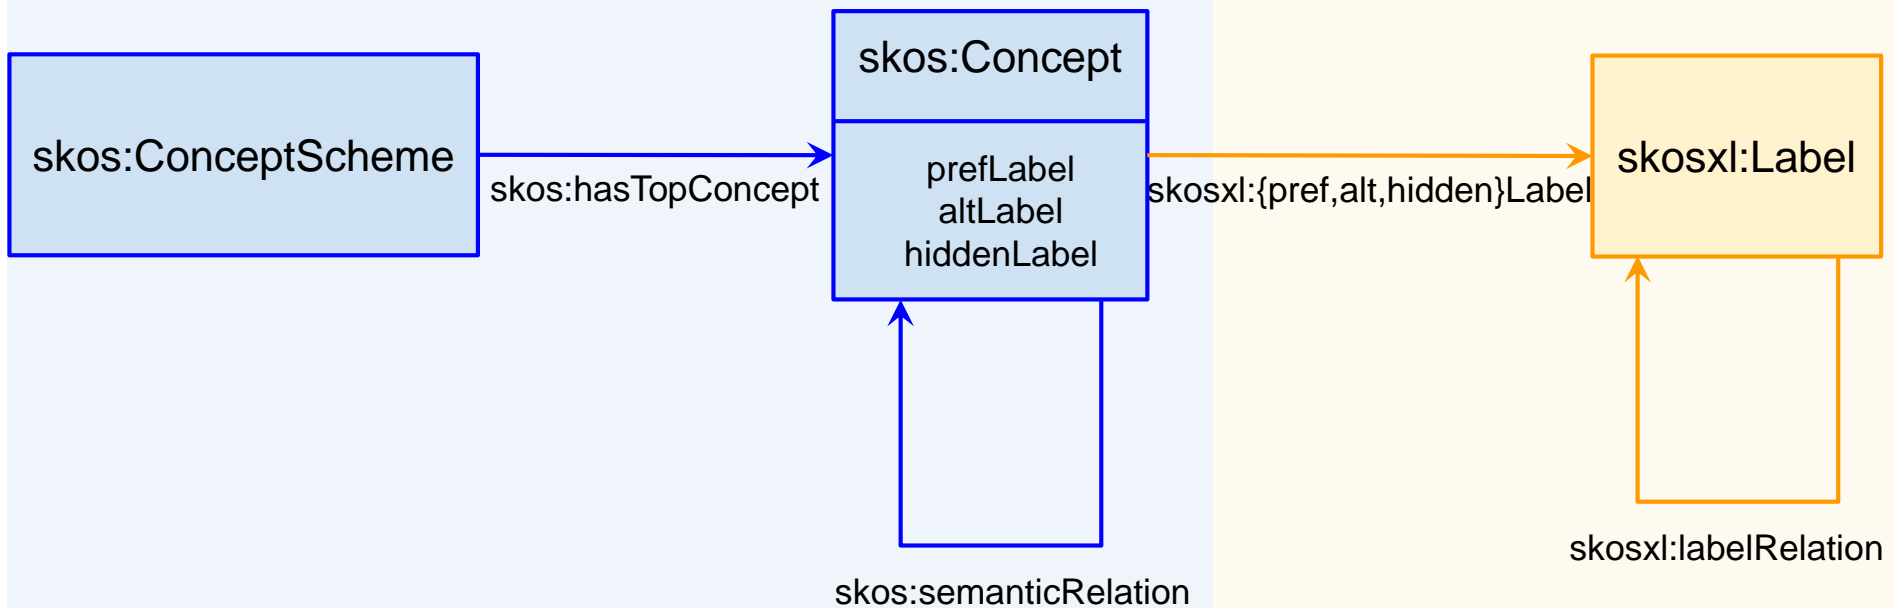 skos:ConceptScheme
skos:hasTopConcept
skos:Concept
prefLabel
altLabel
hiddenLabel
skosxl:{pref,alt,hidden}Label
skosxl:Label
skos:semanticRelation
skosxl:labelRelation